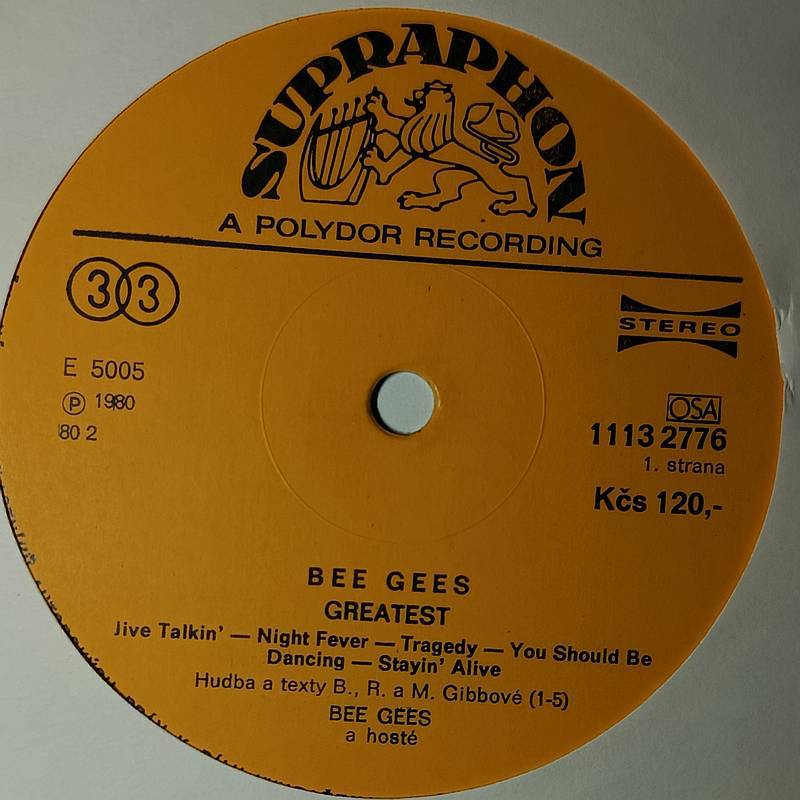 SUPRAPHON
A POLYDOR RECORDING
33
STEREO
E 5005
Ⓟ 1980
80 2
OSA
1113 2776
1. strana
Kčs 120,-
BEE GEES
GREATEST
Jive Talkin' — Night Fever — Tragedy — You Should Be
Dancing — Stayin' Alive
Hudba a texty B., R. a M. Gibbové (1-5)
BEE GEES
a hosté